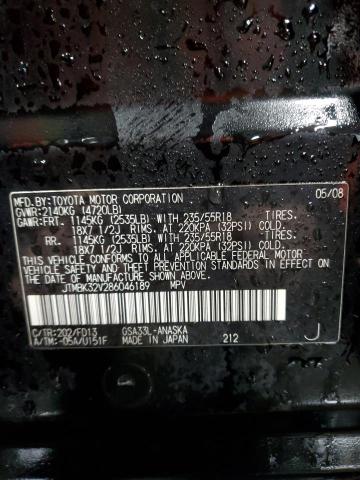 MFD.BY:TOYOTA MOTOR CORPORATION 05/08
GVWR:2140KG (4720LB)
GAWR:FRT. 1145KG (2535LB) WITH 235/55R18 TIRES.
18X7 1/2J RIMS, AT 220KPA (32PSI) COLD.
RR. 1145KG (2535LB) WITH 235/55R18 TIRES.
18X7 1/2J RIMS, AT 220KPA (32PSI) COLD.
THIS VEHICLE CONFORMS TO ALL APPLICABLE
FEDERAL MOTOR VEHICLE SAFETY
STANDARDS IN EFFECT ON THE
DATE OF MANUFACTURE SHOWN ABOVE.
JTMBK32V286046189 MPV
C/TR:202/FD13 GSA33L-ANASKA
A/TM:-05A/U151F MADE IN JAPAN 212 J